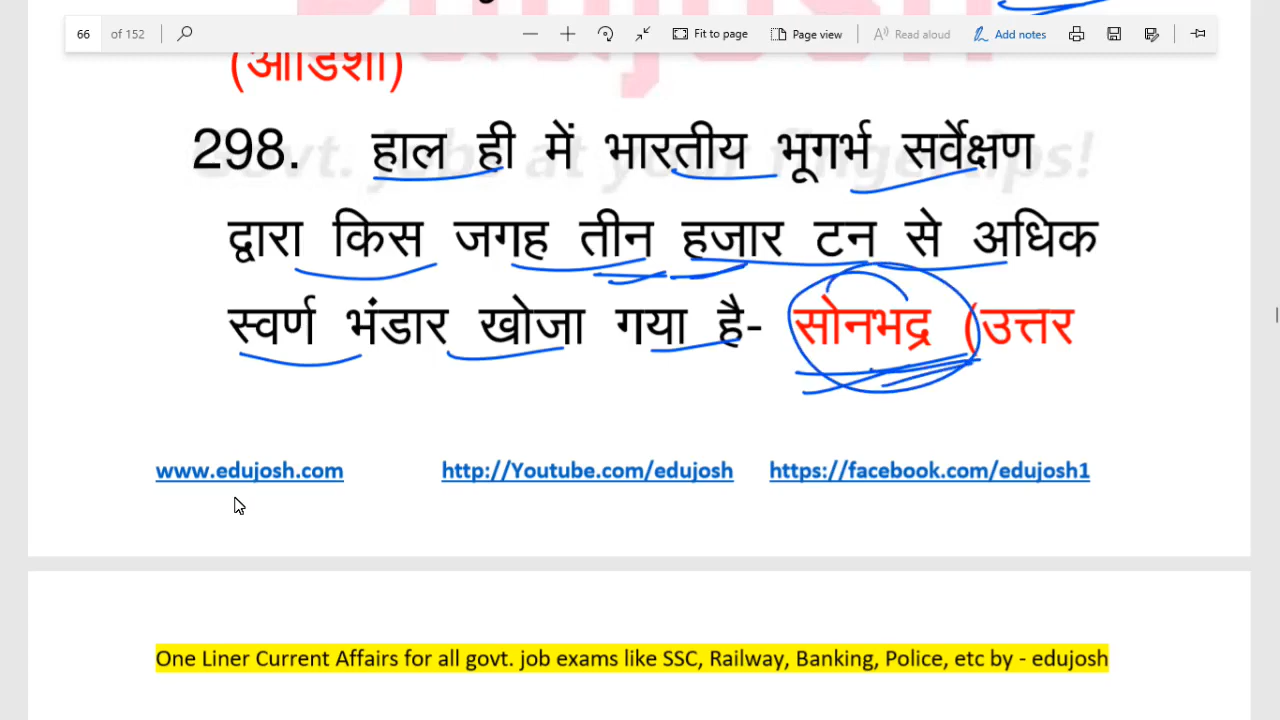 66 of 152 Fit to page Page view Read aloud Add notes
(ओडिशा)
298. हाल ही में भारतीय भूगर्भ सर्वेक्षण
द्वारा किस जगह तीन हजार टन से अधिक
स्वर्ण भंडार खोजा गया है- सोनभद्र (उत्तर
www.edujosh.com http://Youtube.com/edujosh https://facebook.com/edujosh1
One Liner Current Affairs for all govt. job exams like SSC, Railway, Banking, Police, etc by - edujosh